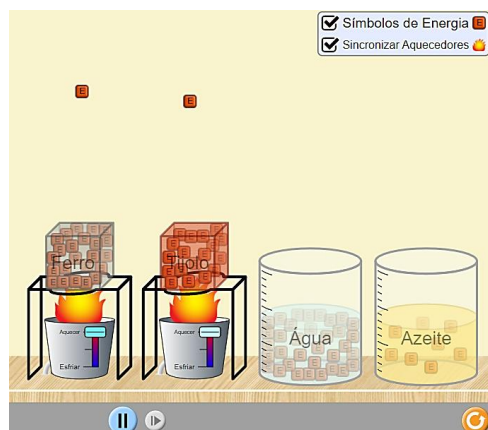 Símbolos de Energia E
Sincronizar Aquecedores
E
E
Ferro
Tijolo
Água
Azeite
Aquecer
Aquecer
Esfriar
Esfriar